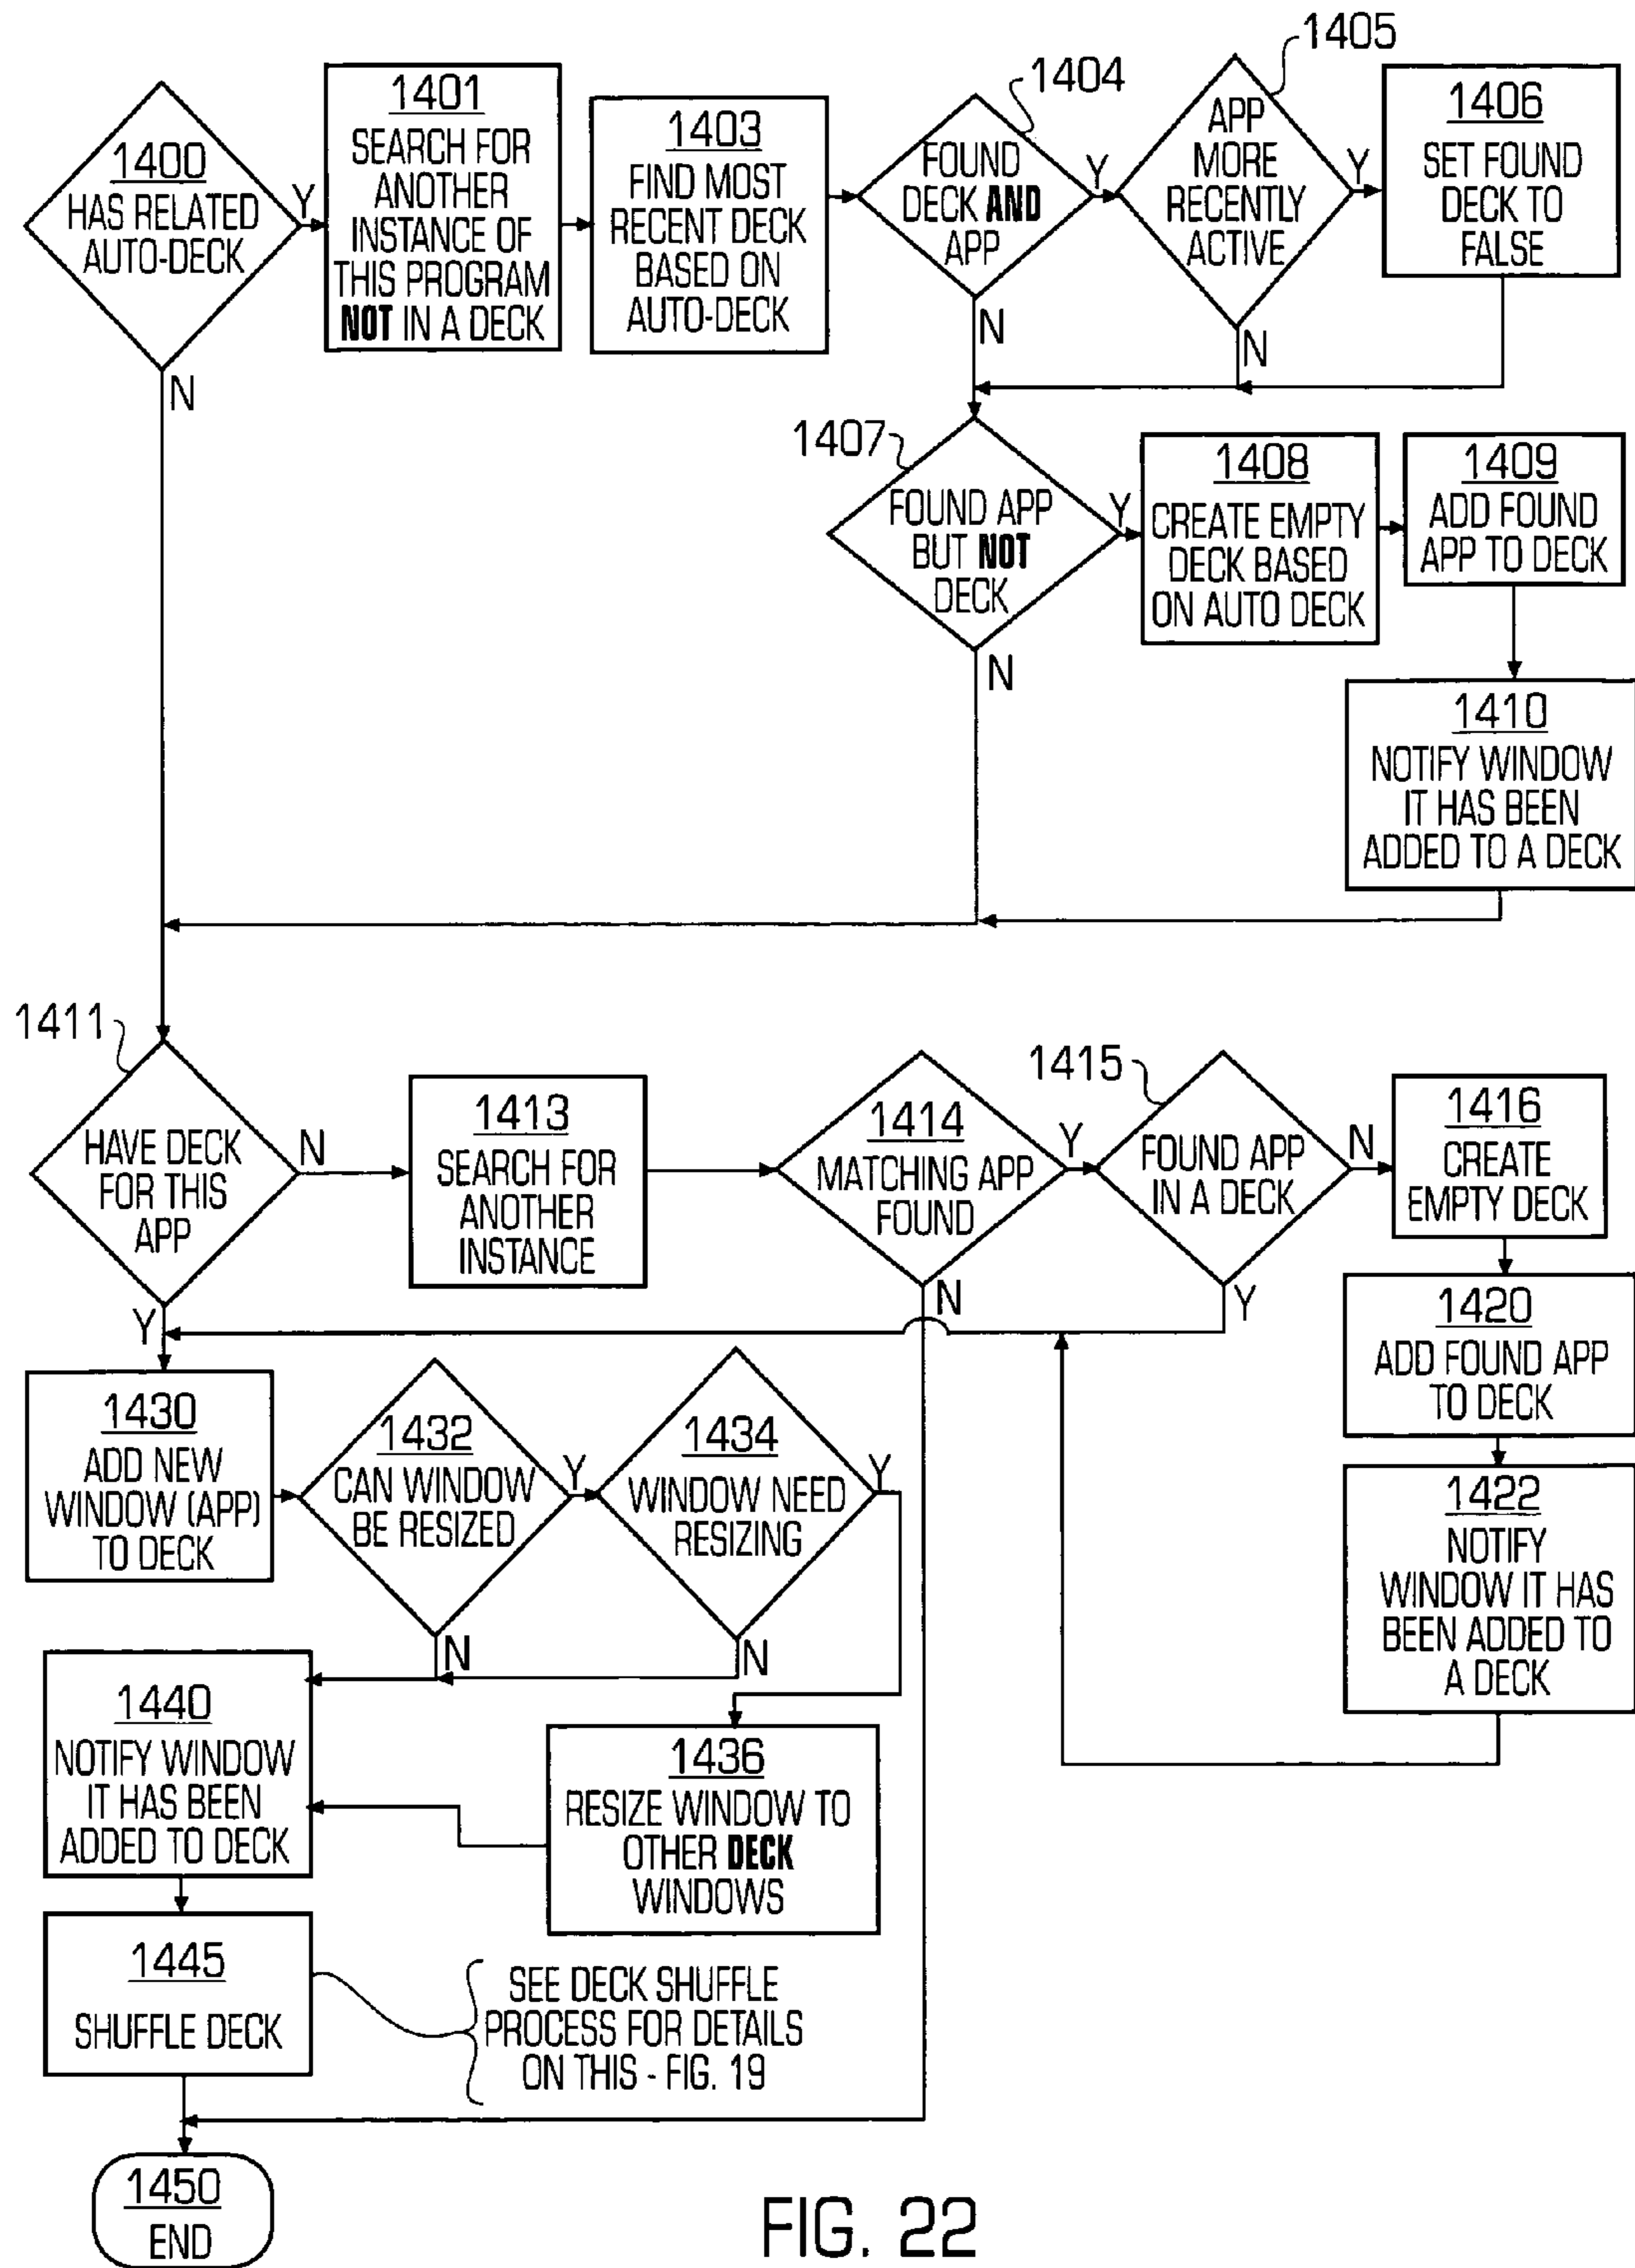 1400
HAS RELATED
AUTO-DECK
Y
N
1401
SEARCH FOR
ANOTHER
INSTANCE OF
THIS PROGRAM
NOT IN A DECK
1403
FIND MOST
RECENT DECK
BASED ON
AUTO-DECK
1404
FOUND
DECK AND
APP
Y
N
1405
APP
MORE
RECENTLY
ACTIVE
Y
N
1406
SET FOUND
DECK TO
FALSE
1407
FOUND APP
BUT NOT
DECK
Y
N
1408
CREATE EMPTY
DECK BASED
ON AUTO DECK
1409
ADD FOUND
APP TO DECK
1410
NOTIFY WINDOW
IT HAS BEEN
ADDED TO A DECK
1411
HAVE DECK
FOR THIS
APP
N
Y
1413
SEARCH FOR
ANOTHER
INSTANCE
1414
MATCHING APP
FOUND
Y
N
1415
FOUND APP
IN A DECK
N
Y
1416
CREATE
EMPTY DECK
1420
ADD FOUND APP
TO DECK
1422
NOTIFY
WINDOW IT HAS
BEEN ADDED TO
A DECK
1430
ADD NEW
WINDOW (APP)
TO DECK
1432
CAN WINDOW
BE RESIZED
Y
N
1434
WINDOW NEED
RESIZING
Y
N
1436
RESIZE WINDOW TO
OTHER DECK
WINDOWS
1440
NOTIFY WINDOW
IT HAS BEEN
ADDED TO DECK
1445
SHUFFLE DECK
SEE DECK SHUFFLE
PROCESS FOR DETAILS
ON THIS - FIG. 19
1450
END
FIG. 22